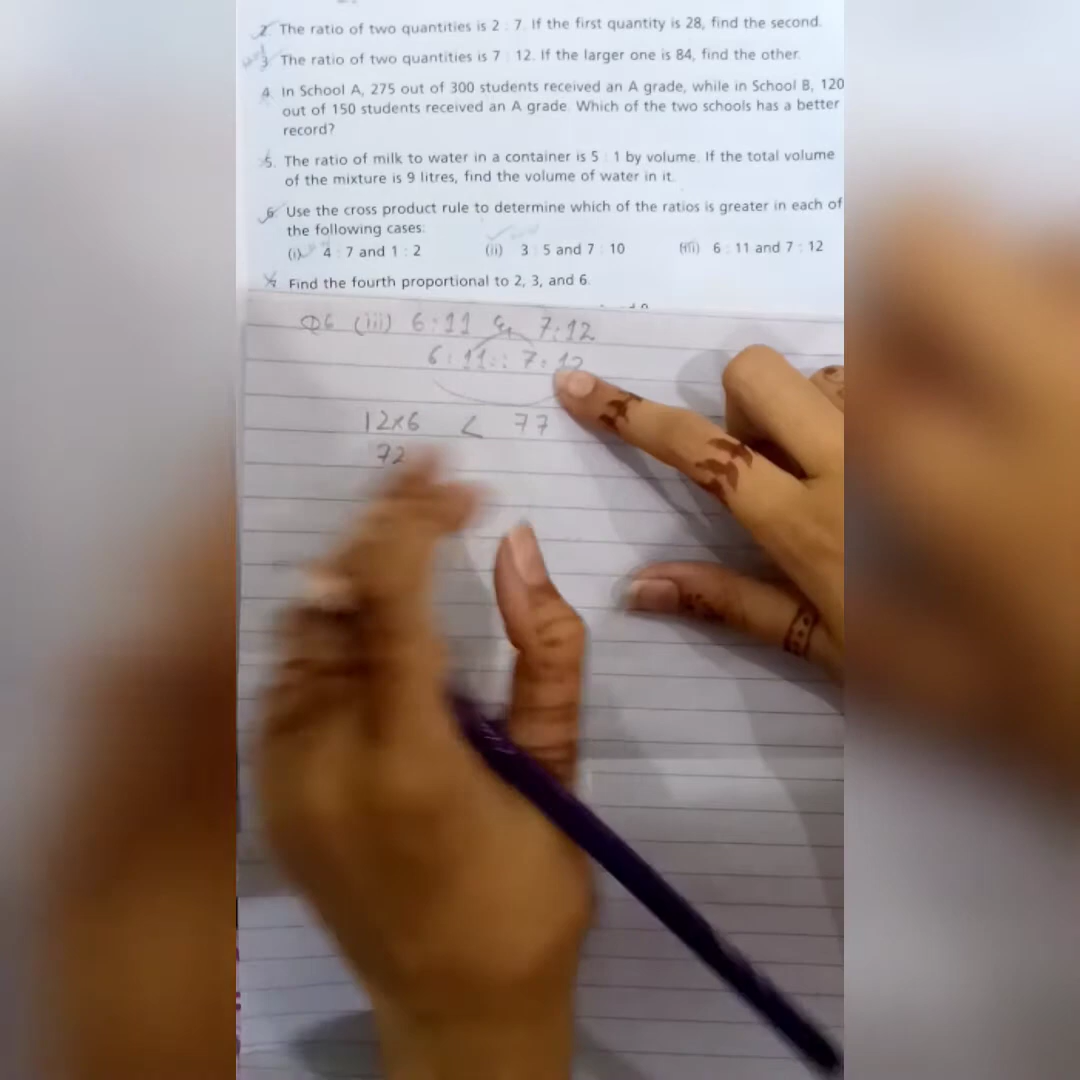 2. The ratio of two quantities is 2 : 7. If the first quantity is 28, find the second.
3. The ratio of two quantities is 7 : 12. If the larger one is 84, find the other.
4. In School A, 275 out of 300 students received an A grade, while in School B, 120
out of 150 students received an A grade. Which of the two schools has a better
record?
5. The ratio of milk to water in a container is 5 : 1 by volume. If the total volume
of the mixture is 9 litres, find the volume of water in it.
6. Use the cross product rule to determine which of the ratios is greater in each of
the following cases:
(i) 4 : 7 and 1 : 2 (ii) 3 : 5 and 7 : 10 (iii) 6 : 11 and 7 : 12
7. Find the fourth proportional to 2, 3, and 6.
Q6 (iii) 6:11 & 7:12
6:11::7:12
12x6 < 77
72